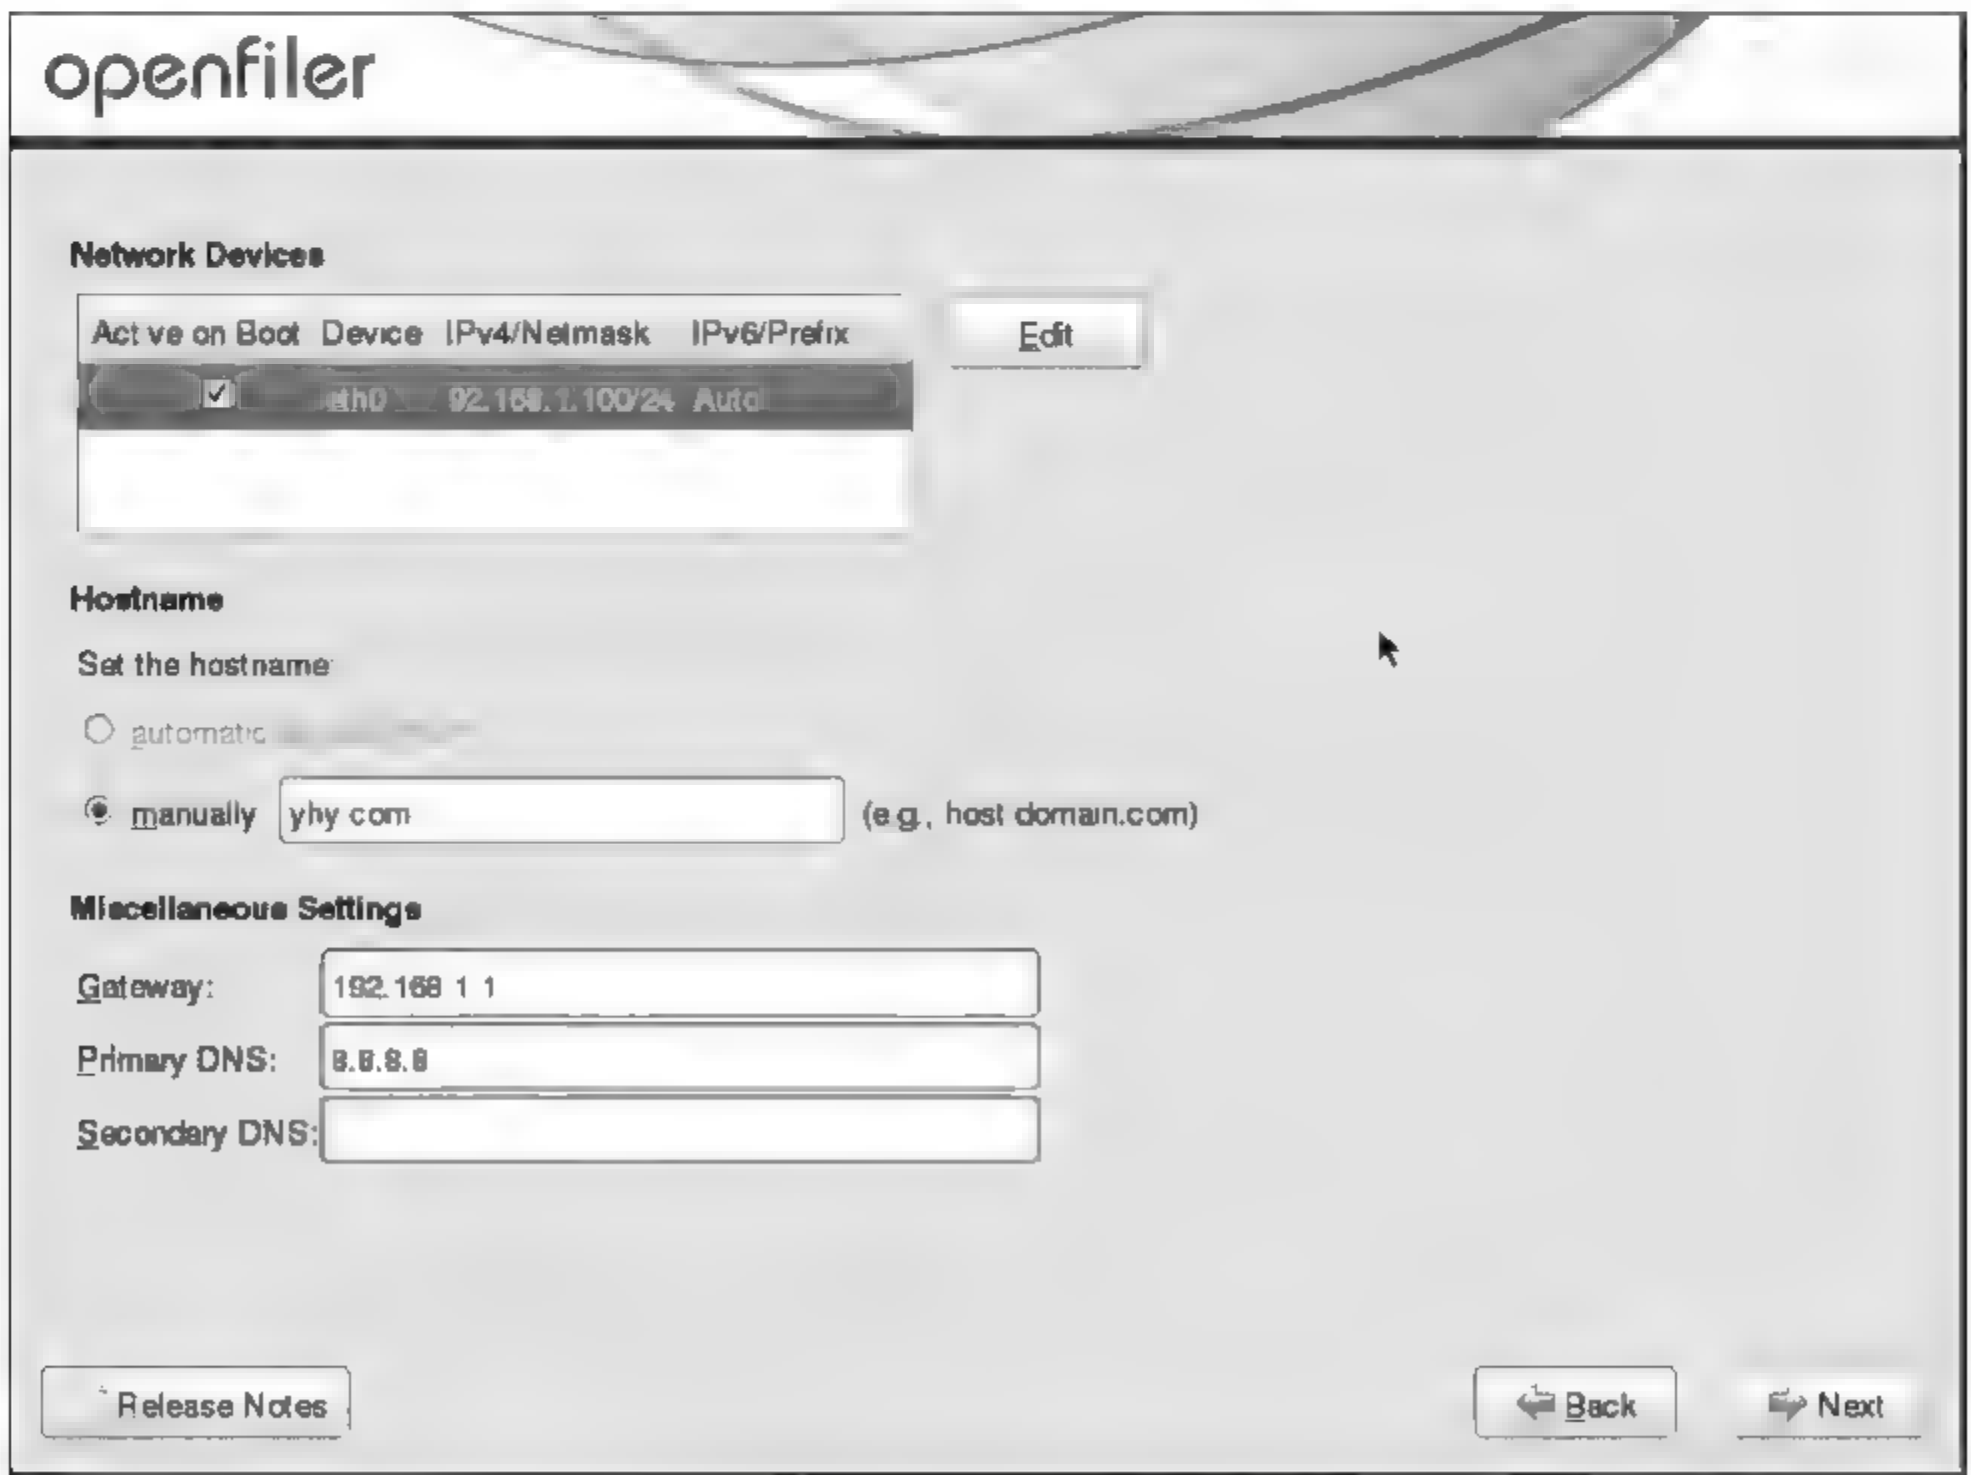 openfiler
Network Devices
Active on Boot Device IPv4/Netmask IPv6/Prefix
eth0 192.168.1.100/24 Auto
Edit
Hostname
Set the hostname:
automatic
manually yhy.com (e.g., host.domain.com)
Miscellaneous Settings
Gateway: 192.168.1.1
Primary DNS: 8.8.8.8
Secondary DNS:
Release Notes
Back
Next